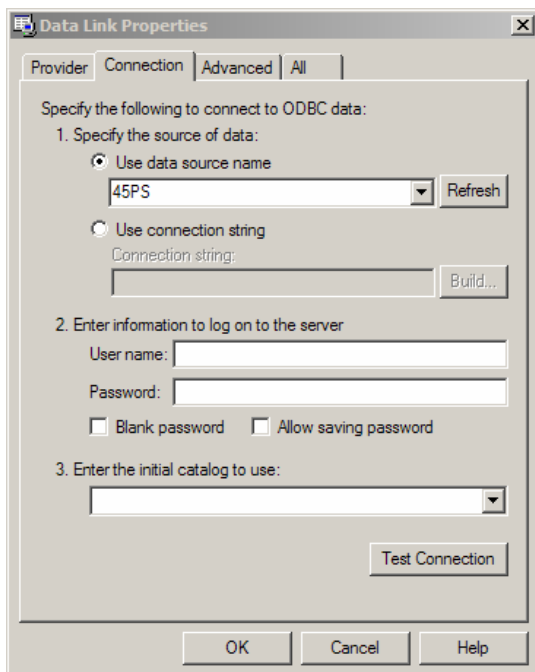 Data Link Properties
Provider Connection Advanced All
Specify the following to connect to ODBC data:
1. Specify the source of data:
Use data source name
45PS Refresh
Use connection string
Connection string:
Build...
2. Enter information to log on to the server
User name:
Password:
Blank password Allow saving password
3. Enter the initial catalog to use:
Test Connection
OK Cancel Help